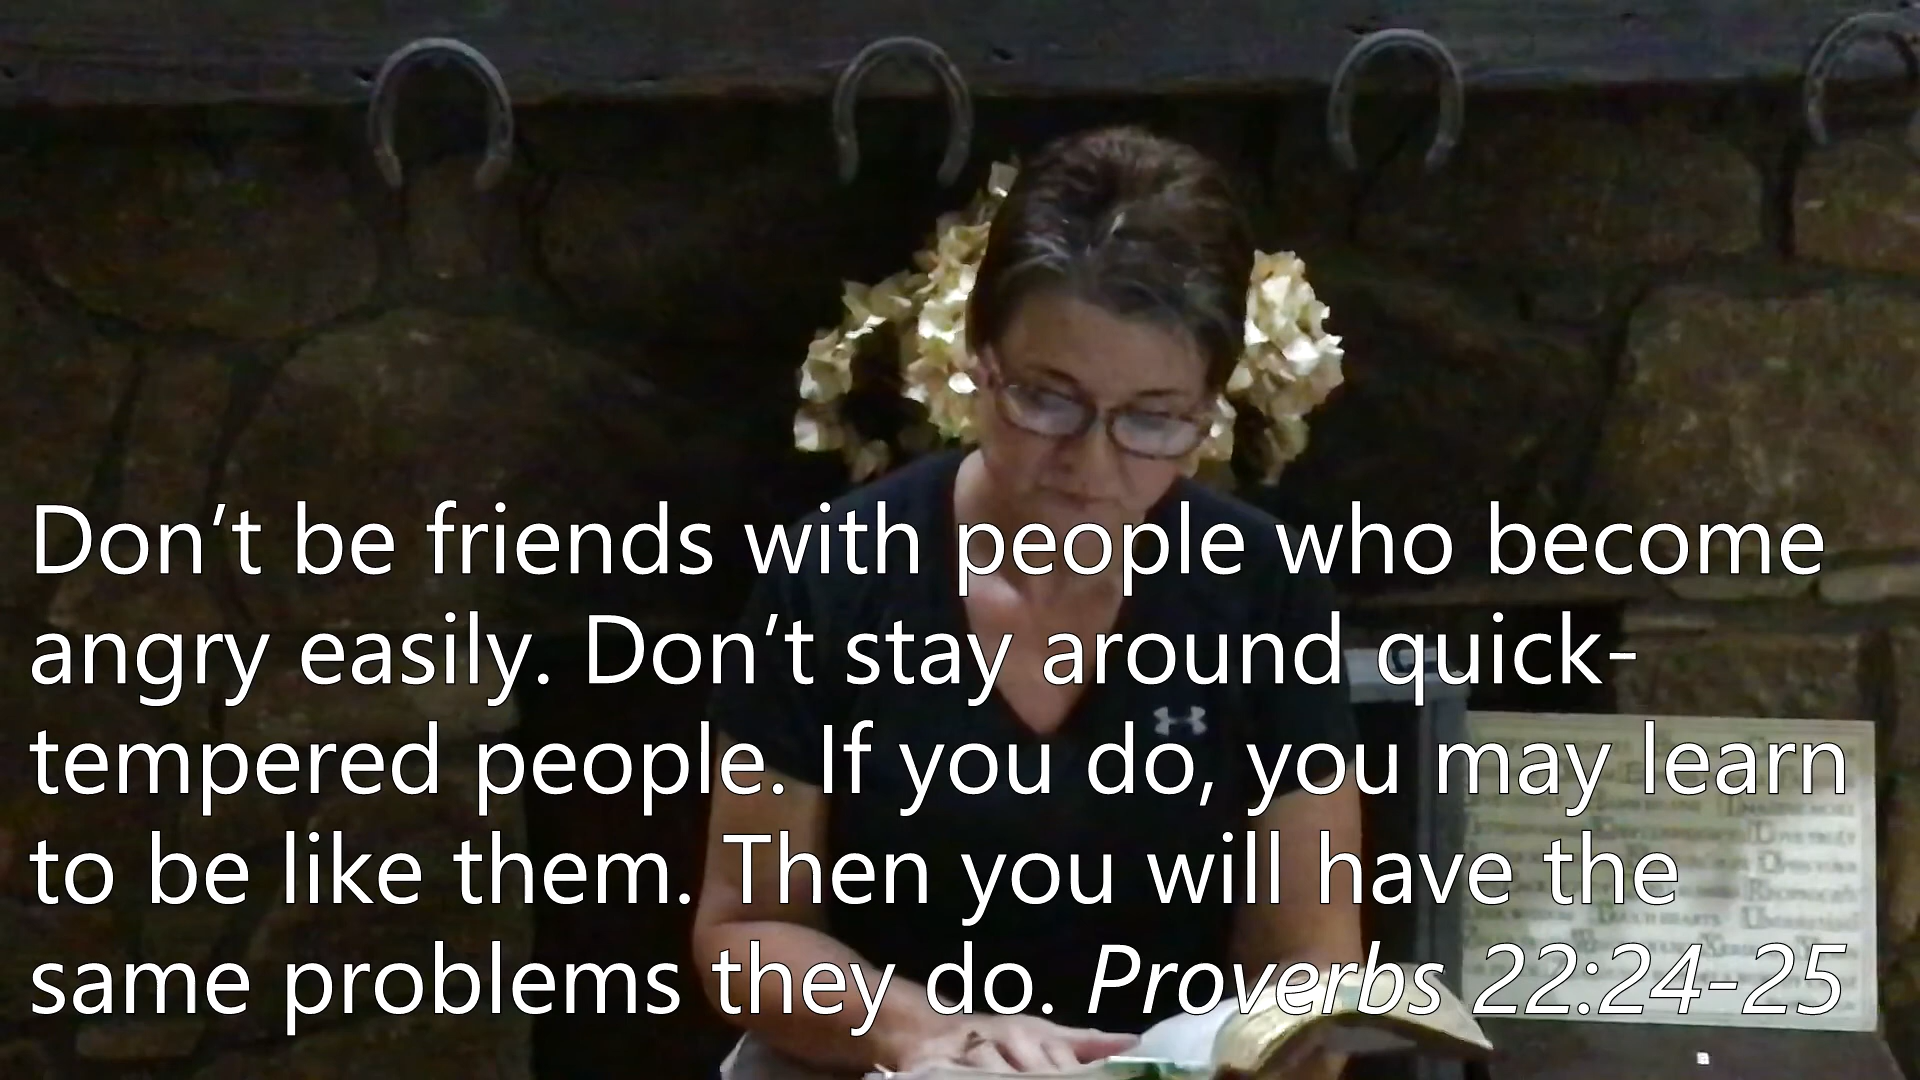 Don’t be friends with people who become
angry easily. Don’t stay around quick-
tempered people. If you do, you may learn
to be like them. Then you will have the
same problems they do. Proverbs 22:24-25